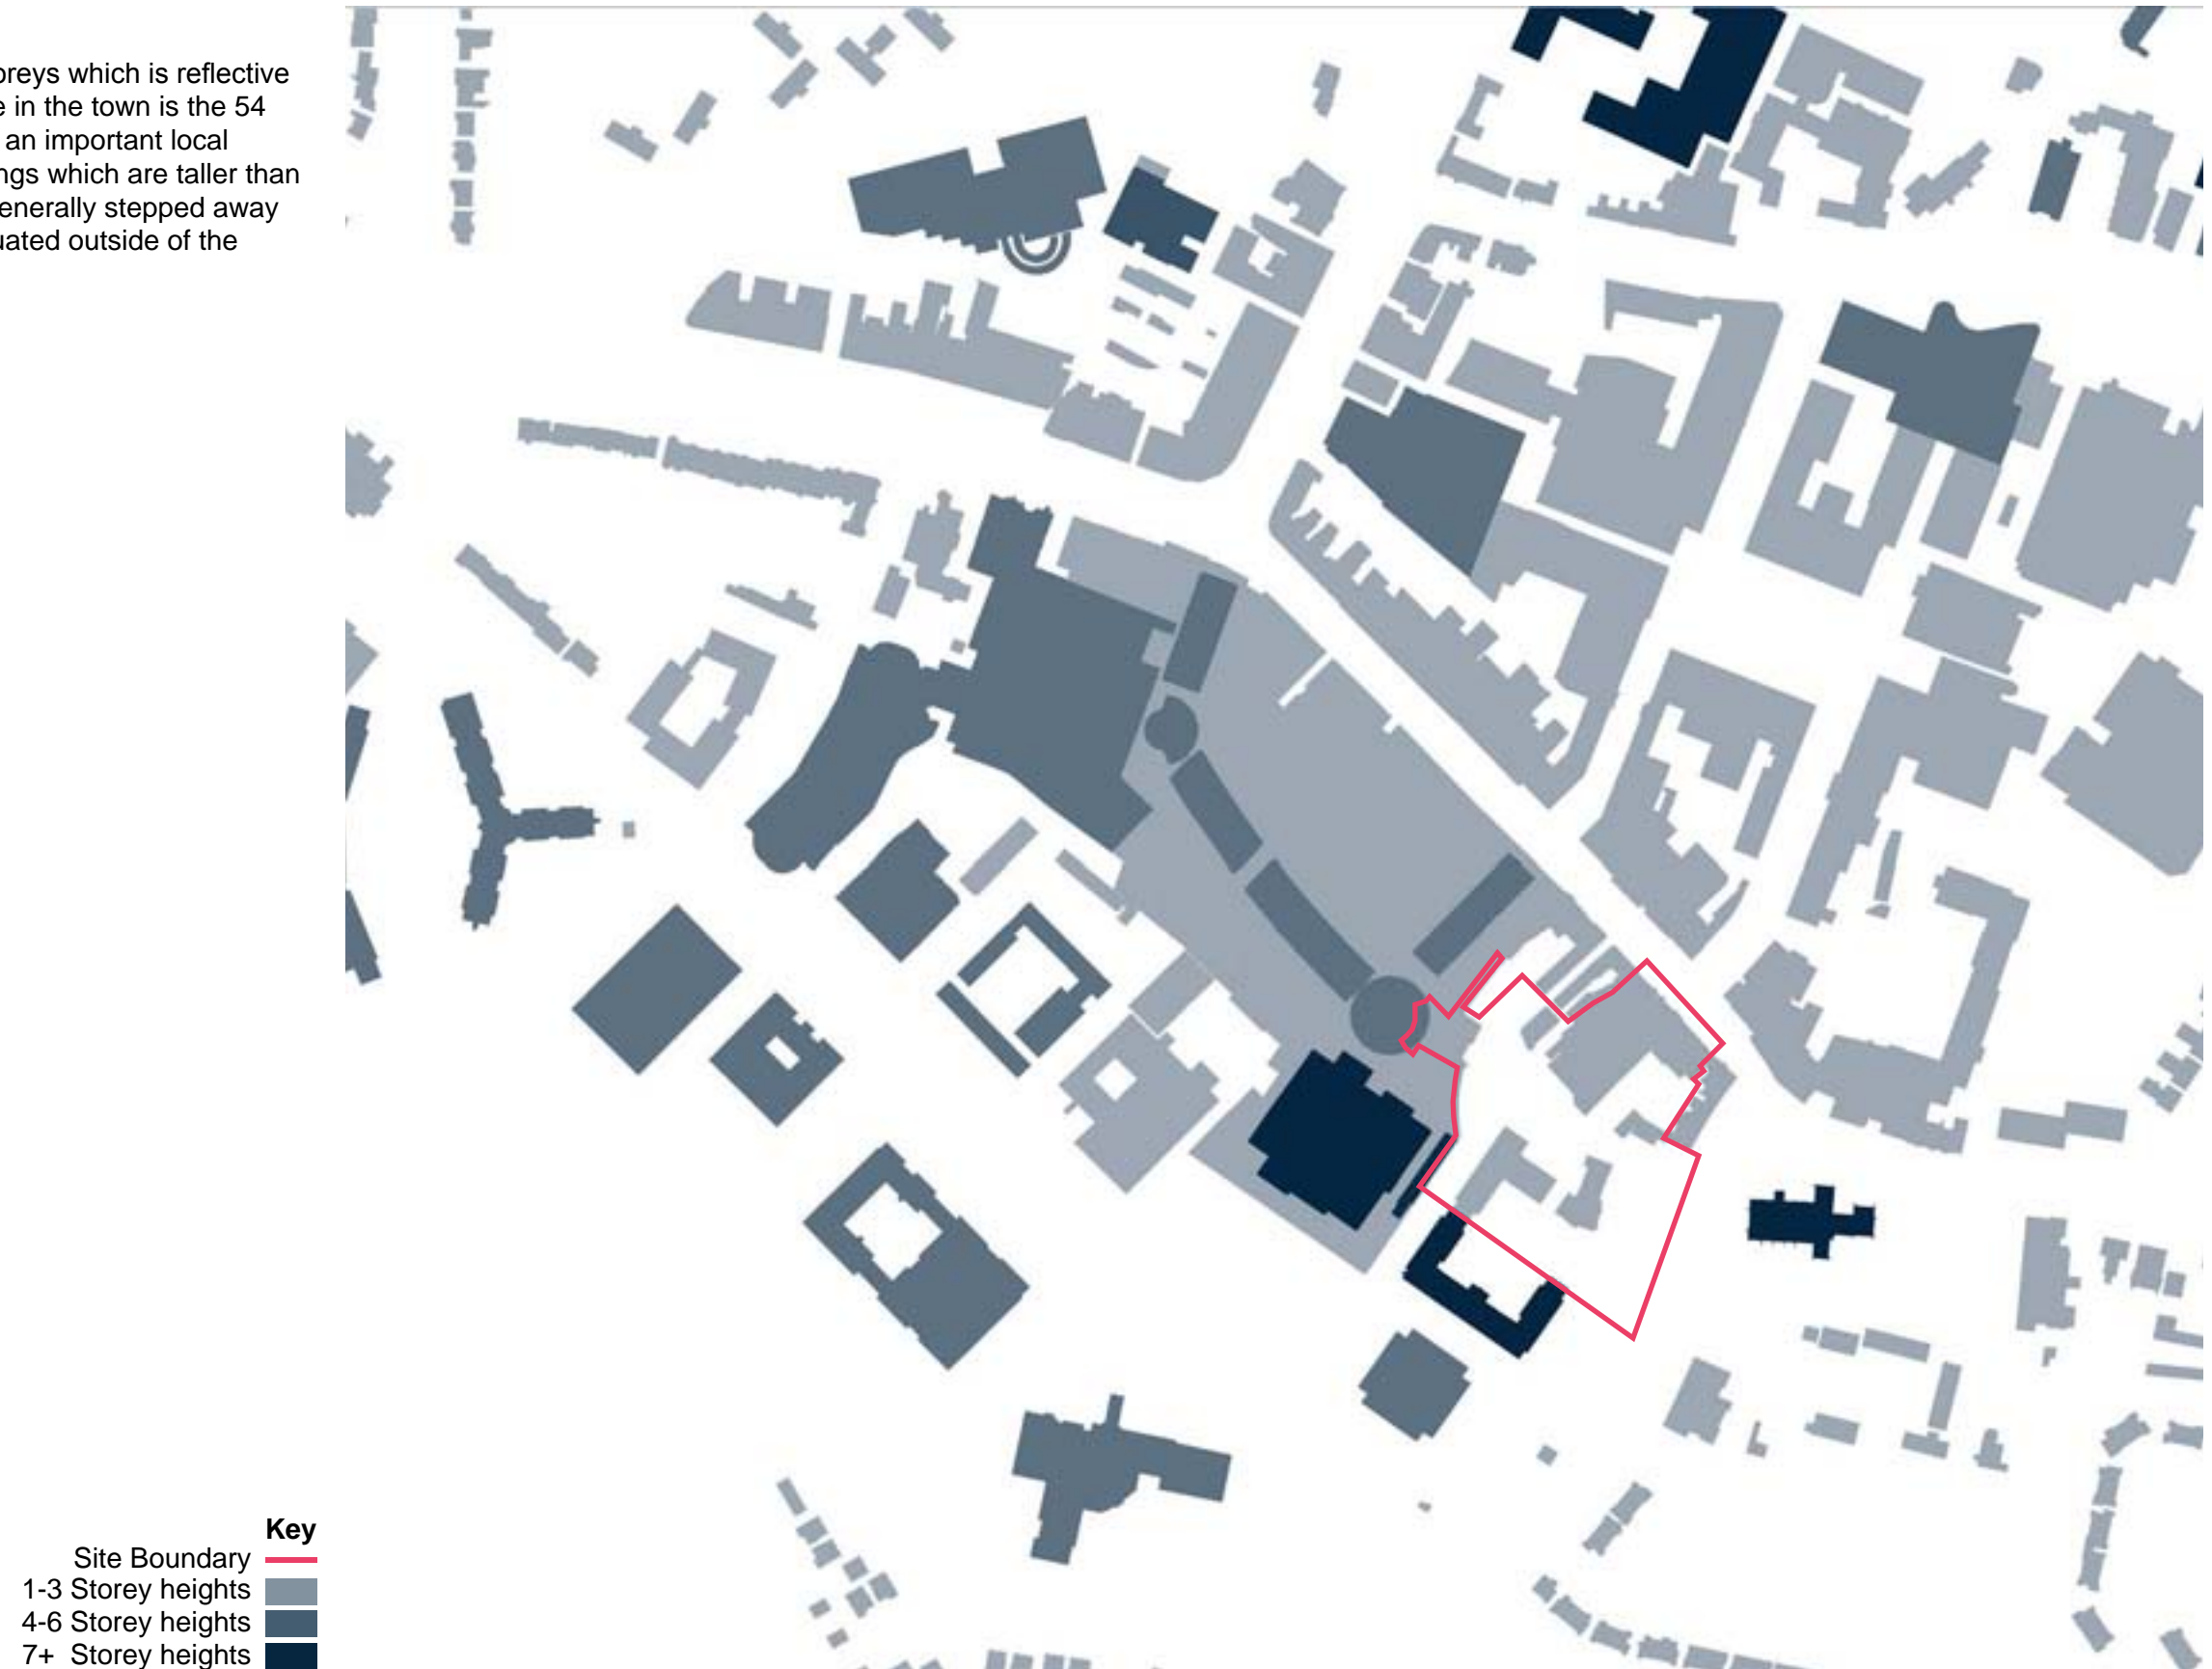 reys which is reflective
in the town is the 54
an important local
ngs which are taller than
enerally stepped away
uated outside of the
Key
Site Boundary
1-3 Storey heights
4-6 Storey heights
7+ Storey heights